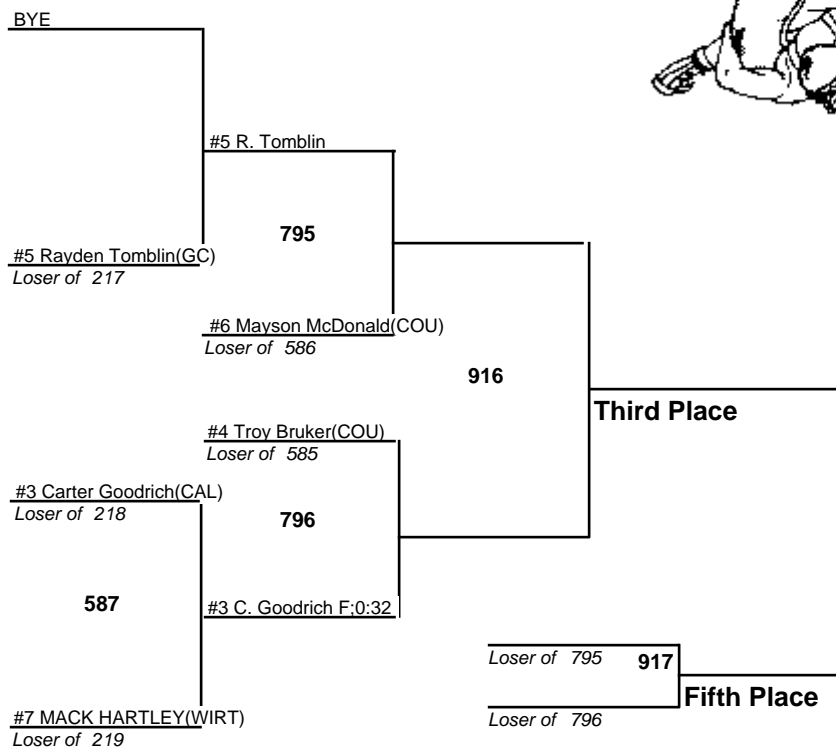 BYE
#5 R. Tomblin
795
#5 Rayden Tomblin(GC)
Loser of 217
#6 Mayson McDonald(COU)
Loser of 586
916
Third Place
#4 Troy Bruker(COU)
Loser of 585
#3 Carter Goodrich(CAL)
Loser of 218
796
587
#3 C. Goodrich F;0:32
Loser of 795
917
Fifth Place
#7 MACK HARTLEY(WIRT)
Loser of 219
Loser of 796